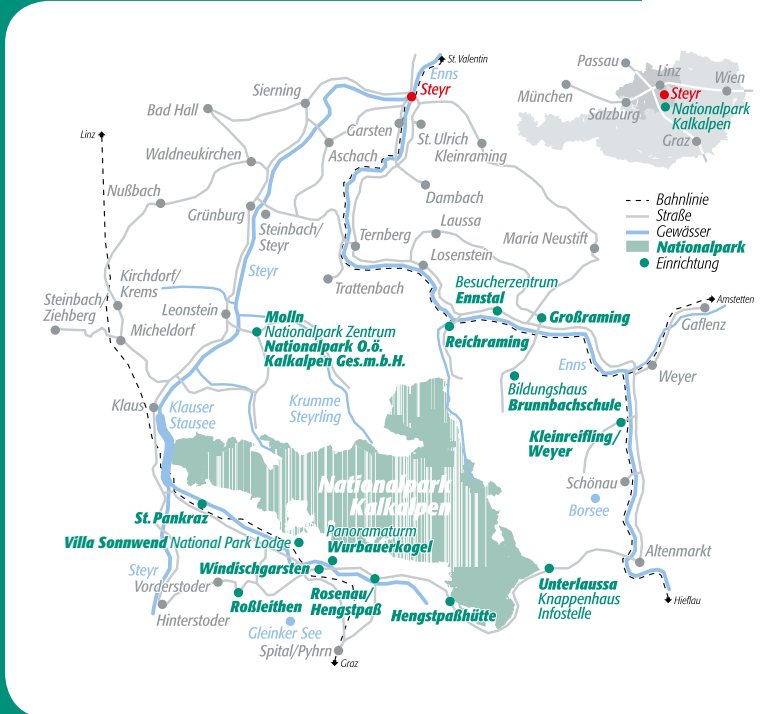 St. Valentin
Enns
Steyr
Sierning
Bad Hall
Linz
Garsten
St. Ulrich
Kleinraming
Aschach
Waldneukirchen
Nußbach
Dambach
Grünburg
Steinbach/
Steyr
Laussa
Ternberg
Maria Neustift
Losenstein
Steyr
Kirchdorf/
Krems
Trattenbach
Steinbach/
Ziehberg
Leonstein
Micheldorf
Molln
Nationalpark Zentrum
Nationalpark O.ö.
Kalkalpen Ges.m.b.H.
Besucherzentrum
Ennstal
Großraming
Reichraming
Amstetten
Gaflenz
Enns
Weyer
Bildungshaus
Brunnbachschule
Klaus
Klauser
Stausee
Krumme
Steyrling
Kleinreifling/
Weyer
Schönau
Borsee
Nationalpark
Kalkalpen
St. Pankraz
Villa Sonnwend National Park Lodge
Panoramaturm
Wurbauerkogel
Windischgarsten
Altenmarkt
Steyr
Vorderstoder
Roßleithen
Rosenau/
Hengstpaß
Hengstpaßhütte
Unterlaussa
Knappenhaus
Infostelle
Hieflau
Hinterstoder
Gleinker See
Spital/Pyhrn
Graz
Passau
Linz
Wien
München
Steyr
Salzburg
Nationalpark
Kalkalpen
Graz
Bahnlinie
Straße
Gewässer
Nationalpark
Einrichtung